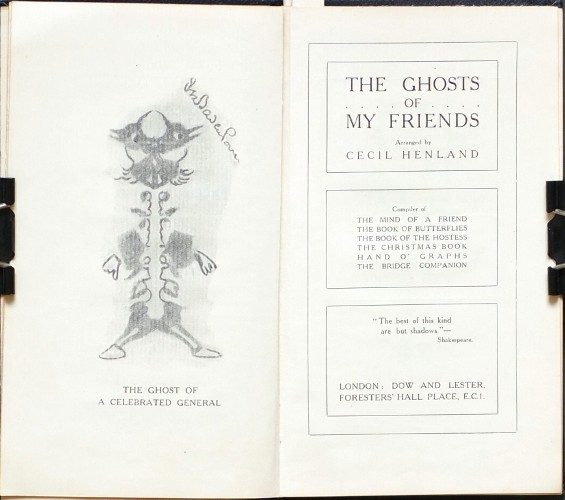 THE GHOST OF
A CELEBRATED GENERAL
THE GHOSTS
. . . . OF . . . .
MY FRIENDS
Arranged by
CECIL HENLAND
Compiler of
THE MIND OF A FRIEND
THE BOOK OF BUTTERFLIES
THE BOOK OF THE HOSTESS
THE CHRISTMAS BOOK
HAND O' GRAPHS
THE BRIDGE COMPANION
"The best of this kind
are but shadows"—
Shakespeare.
LONDON: DOW AND LESTER,
FORESTERS' HALL PLACE, E.C.1.